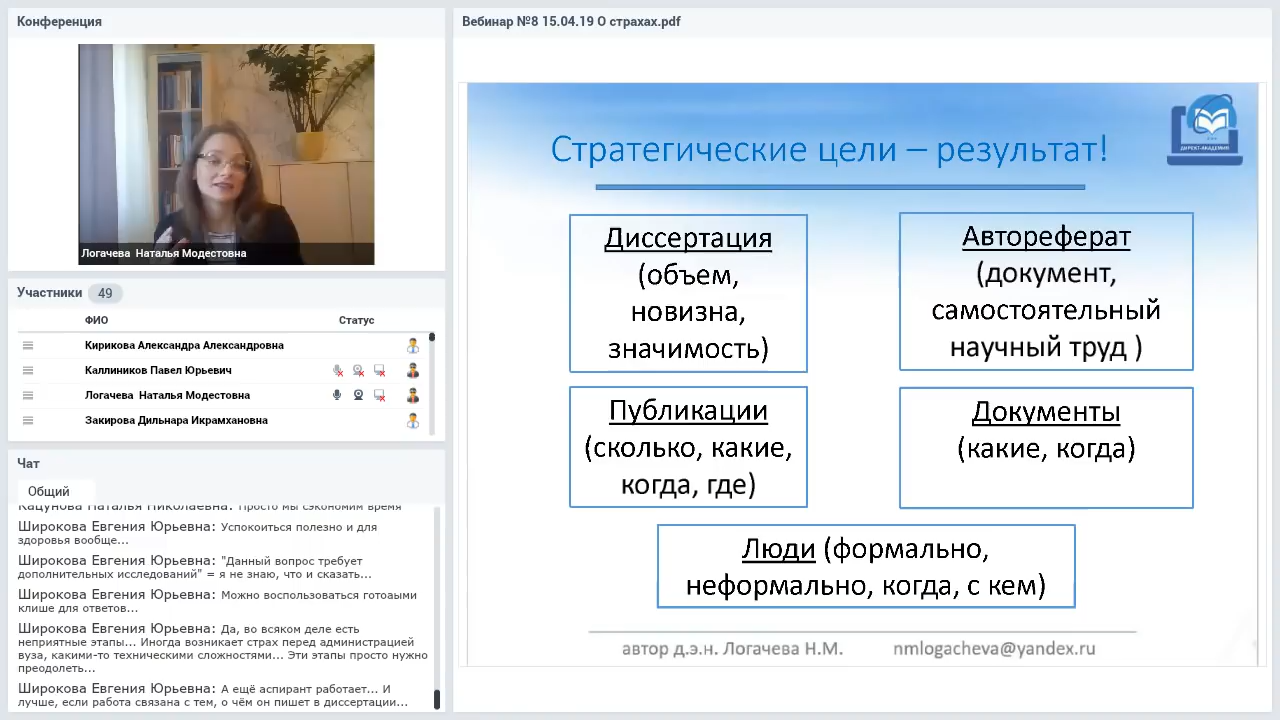 Конференция
Логачева Наталья Модестовна
Участники 49
ФИО Статус
Кирикова Александра Александровна
Каллиников Павел Юрьевич
Логачева Наталья Модестовна
Закирова Дильнара Икрамхановна
Чат
Общий
Кацунова Наталья Николаевна: Просто мы сэкономим время
Широкова Евгения Юрьевна: Успокоиться полезно и для
здоровья вообще...
Широкова Евгения Юрьевна: "Данный вопрос требует
дополнительных исследований" = я не знаю, что и сказать...
Широкова Евгения Юрьевна: Можно воспользоваться готоаыми
клише для ответов...
Широкова Евгения Юрьевна: Да, во всяком деле есть
неприятные этапы... Иногда возникает страх перед администрацией
вуза, какими-то техническими сложностями... Эти этапы просто нужно
преодолеть...
Широкова Евгения Юрьевна: А ещё аспирант работает... И
лучше, если работа связана с тем, о чём он пишет в диссертации...
Вебинар №8 15.04.19 О страхах.pdf
ДИРЕКТ-АКАДЕМИЯ
Стратегические цели – результат!
Диссертация
(объем,
новизна,
значимость)
Автореферат
(документ,
самостоятельный
научный труд )
Публикации
(сколько, какие,
когда, где)
Документы
(какие, когда)
Люди (формально,
неформально, когда, с кем)
автор д.э.н. Логачева Н.М. nmlogacheva@yandex.ru